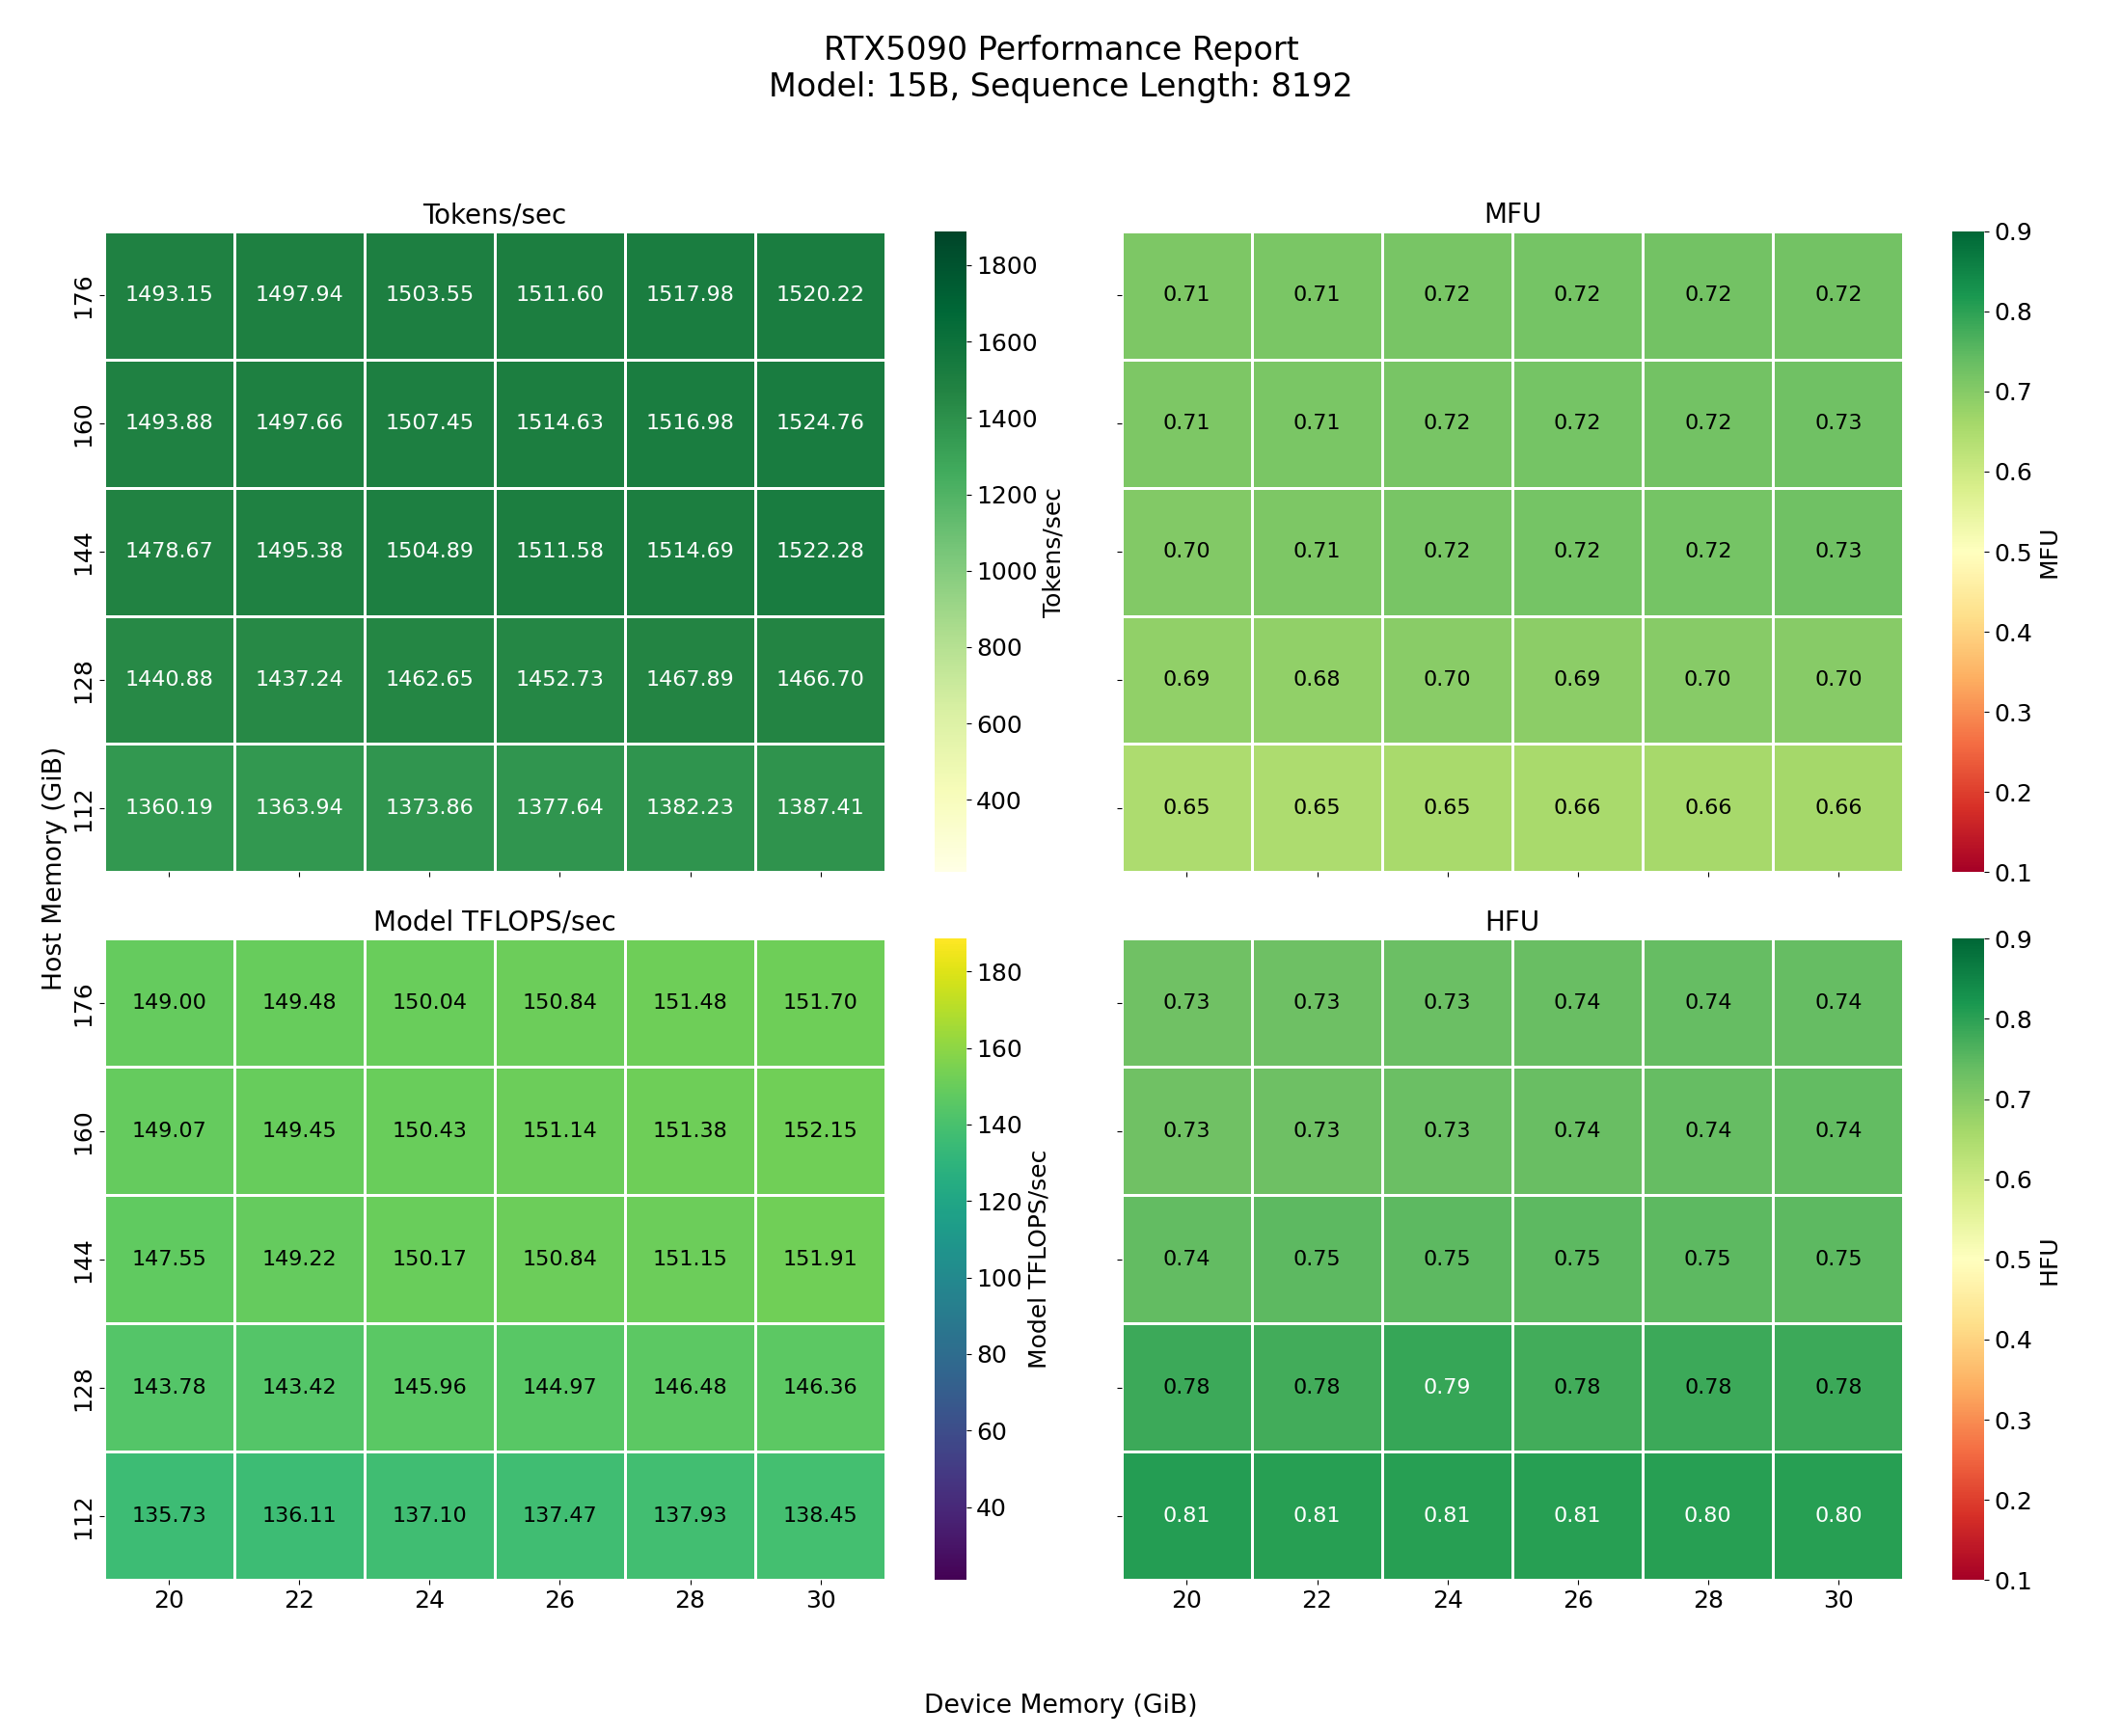 RTX5090 Performance Report
Model: 15B, Sequence Length: 8192
Tokens/sec
176 1493.15 1497.94 1503.55 1511.60 1517.98 1520.22
160 1493.88 1497.66 1507.45 1514.63 1516.98 1524.76
144 1478.67 1495.38 1504.89 1511.58 1514.69 1522.28
128 1440.88 1437.24 1462.65 1452.73 1467.89 1466.70
112 1360.19 1363.94 1373.86 1377.64 1382.23 1387.41
1800
1600
1400
1200
1000
800
600
400
Tokens/sec
MFU
0.71 0.71 0.72 0.72 0.72 0.72
0.71 0.71 0.72 0.72 0.72 0.73
0.70 0.71 0.72 0.72 0.72 0.73
0.69 0.68 0.70 0.69 0.70 0.70
0.65 0.65 0.65 0.66 0.66 0.66
0.9
0.8
0.7
0.6
0.5
0.4
0.3
0.2
0.1
MFU
Host Memory (GiB)
Model TFLOPS/sec
176 149.00 149.48 150.04 150.84 151.48 151.70
160 149.07 149.45 150.43 151.14 151.38 152.15
144 147.55 149.22 150.17 150.84 151.15 151.91
128 143.78 143.42 145.96 144.97 146.48 146.36
112 135.73 136.11 137.10 137.47 137.93 138.45
20 22 24 26 28 30
180
160
140
120
100
80
60
40
Model TFLOPS/sec
HFU
0.73 0.73 0.73 0.74 0.74 0.74
0.73 0.73 0.73 0.74 0.74 0.74
0.74 0.75 0.75 0.75 0.75 0.75
0.78 0.78 0.79 0.78 0.78 0.78
0.81 0.81 0.81 0.81 0.80 0.80
20 22 24 26 28 30
0.9
0.8
0.7
0.6
0.5
0.4
0.3
0.2
0.1
HFU
Device Memory (GiB)